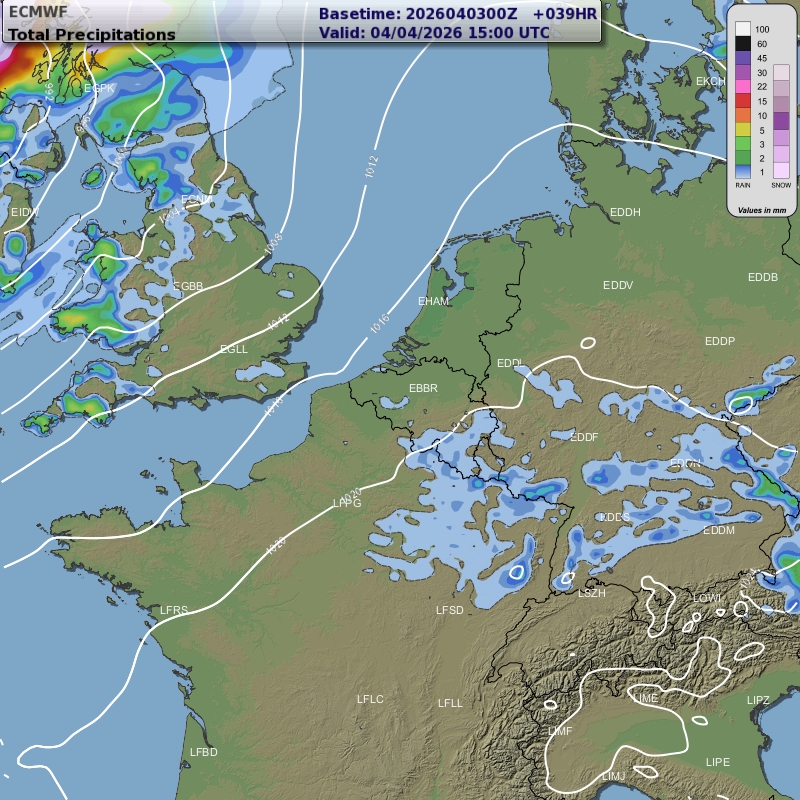 ECMWF
Total Precipitations
Basetime: 2026040300Z +039HR
Valid: 04/04/2026 15:00 UTC
100
60
45
30
22
15
10
5
3
2
1
RAIN
SNOW
Values in mm
EGPK
EKCH
992
EIDW
EGNM
1004
EDDH
1012
1008
EGBB
EDDV
EDDB
EHAM
1012
1016
EGLL
EDDP
EDDL
EBBR
1016
EDDF
EDDN
LFPG
1020
EDDS
EDDM
1020
1024
LSZH
LOWI
LFRS
LFSD
LFLC
LFLL
LIME
LIPZ
LIMF
LFBD
LIPE
LIMJ